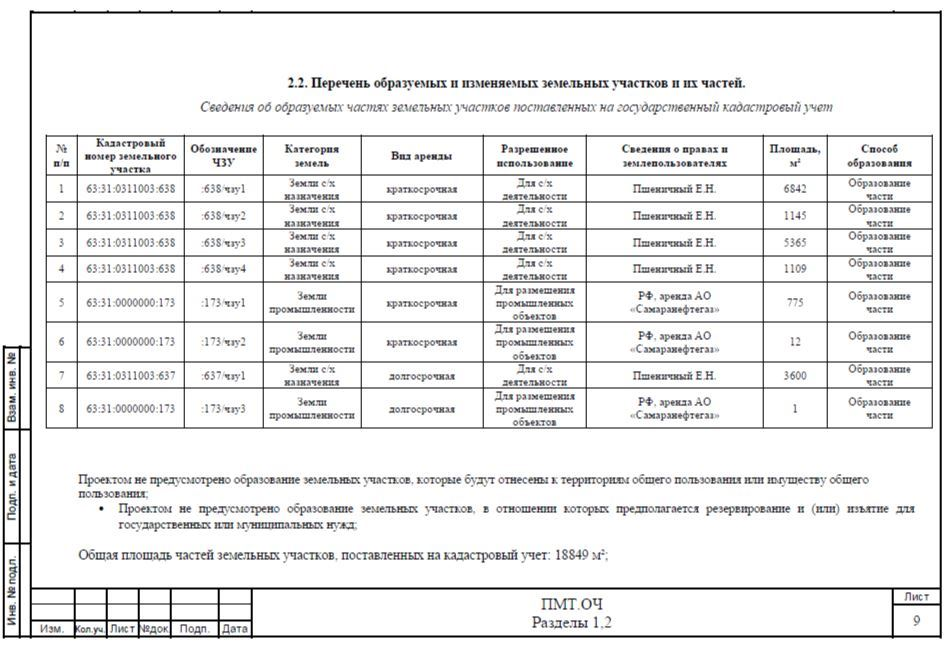 2.2. Перечень образуемых и изменяемых земельных участков и их частей.
Сведения об образуемых частях земельных участков поставленных на государственный кадастровый учет
№ п/п Кадастровый номер земельного участка Обозначение ЧЗУ Категория земель Вид аренды Разрешенное использование Сведения о правах и землепользователях Площадь, м² Способ образования
1 63:31:0311003:638 :638/чзу1 Земли с/х назначения краткосрочная Для с/х деятельности Пшеничный Е.Н. 6842 Образование части
2 63:31:0311003:638 :638/чзу2 Земли с/х назначения краткосрочная Для с/х деятельности Пшеничный Е.Н. 1145 Образование части
3 63:31:0311003:638 :638/чзу3 Земли с/х назначения краткосрочная Для с/х деятельности Пшеничный Е.Н. 5365 Образование части
4 63:31:0311003:638 :638/чзу4 Земли с/х назначения краткосрочная Для с/х деятельности Пшеничный Е.Н. 1109 Образование части
5 63:31:0000000:173 :173/чзу1 Земли промышленности краткосрочная Для размещения промышленных объектов РФ, аренда АО «Самаранефтегаз» 775 Образование части
6 63:31:0000000:173 :173/чзу2 Земли промышленности краткосрочная Для размещения промышленных объектов РФ, аренда АО «Самаранефтегаз» 12 Образование части
7 63:31:0311003:637 :637/чзу1 Земли с/х назначения долгосрочная Для с/х деятельности Пшеничный Е.Н. 3600 Образование части
8 63:31:0000000:173 :173/чзу3 Земли промышленности долгосрочная Для размещения промышленных объектов РФ, аренда АО «Самаранефтегаз» 1 Образование части
Проектом не предусмотрено образование земельных участков, которые будут отнесены к территориям общего пользования или имуществу общего
пользования;
• Проектом не предусмотрено образование земельных участков, в отношении которых предполагается резервирование и (или) изъятие для
государственных или муниципальных нужд;
Общая площадь частей земельных участков, поставленных на кадастровый учет: 18849 м²;
Взам. инв. №
Подп. и дата
Инв. № подл.
Изм. Кол.уч. Лист №док. Подп. Дата
ПМТ.ОЧ
Разделы 1,2
Лист
9